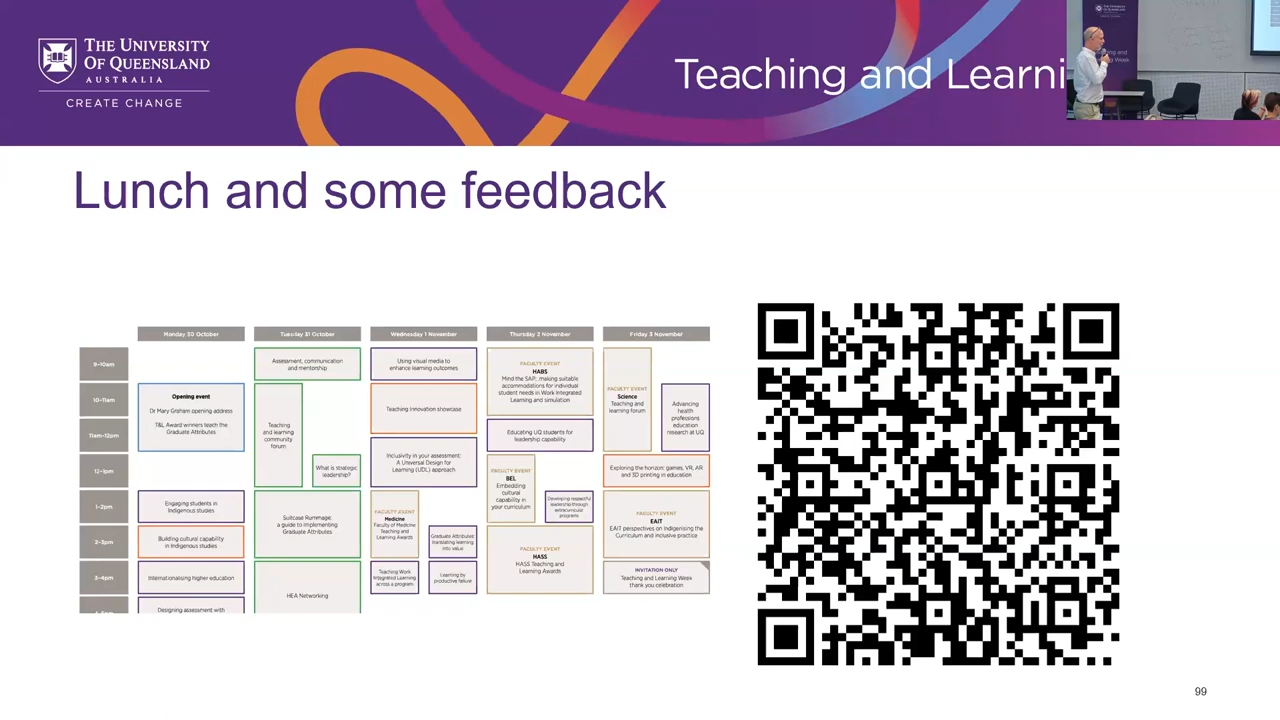 THE UNIVERSITY
OF QUEENSLAND
AUSTRALIA
CREATE CHANGE
Teaching and Learni
Lunch and some feedback
Monday 30 October
Tuesday 31 October
Wednesday 1 November
Thursday 2 November
Friday 3 November
9-10am
10-11am
11am-12pm
12-1pm
1-2pm
2-3pm
3-4pm
Opening event
Dr Mary Graham opening address
T&L Award winners teach the
Graduate Attributes
Engaging students in
Indigenous studies
Building cultural capability
in Indigenous studies
Internationalising higher education
Designing assessment with
Assessment, communication
and mentorship
Teaching
and learning
community
forum
What is strategic
leadership?
Suitcase Rummage:
a guide to implementing
Graduate Attributes
HEA Networking
Using visual media to
enhance learning outcomes
Teaching innovation showcase
Inclusivity in your assessment:
A Universal Design for
Learning (UDL) approach
FACULTY EVENT
Medicine
Faculty of Medicine
Teaching and
Learning Awards
Graduate Attributes:
translating learning
into value
Teaching Work
Integrated Learning
across a program
Learning by
productive failure
FACULTY EVENT
HABS
Mind the SAP: making suitable
accommodations for individual
student needs in Work Integrated
Learning and simulation
Educating UQ students for
leadership capability
FACULTY EVENT
BEL
Embedding
cultural
capability in
your curriculum
Developing respectful
leadership through
extracurricular
programs
FACULTY EVENT
HASS
HASS Teaching and
Learning Awards
FACULTY EVENT
Science
Teaching and
learning forum
Advancing
health
professions
education
research at UQ
Exploring the horizon: games, VR, AR
and 3D printing in education
FACULTY EVENT
EAIT
EAIT perspectives on Indigenising the
Curriculum and inclusive practice
INVITATION ONLY
Teaching and Learning Week
thank you celebration
99